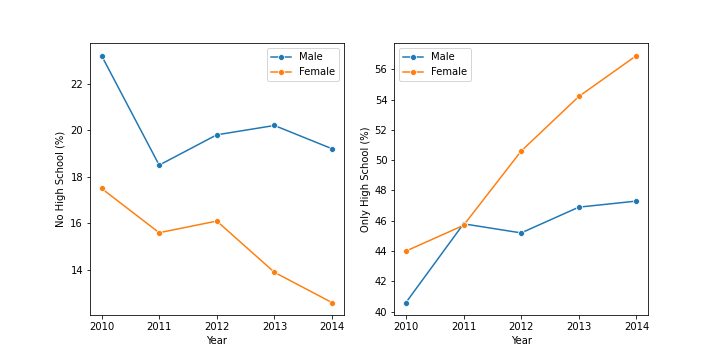 No High School (%)
22
20
18
16
14
Male
Female
2010 2011 2012 2013 2014
Year
Only High School (%)
56
54
52
50
48
46
44
42
40
Male
Female
2010 2011 2012 2013 2014
Year